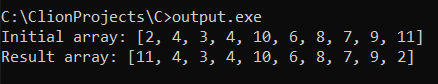 C:\ClionProjects\C>output.exe
Initial array: [2, 4, 3, 4, 10, 6, 8, 7, 9, 11]
Result array: [11, 4, 3, 4, 10, 6, 8, 7, 9, 2]